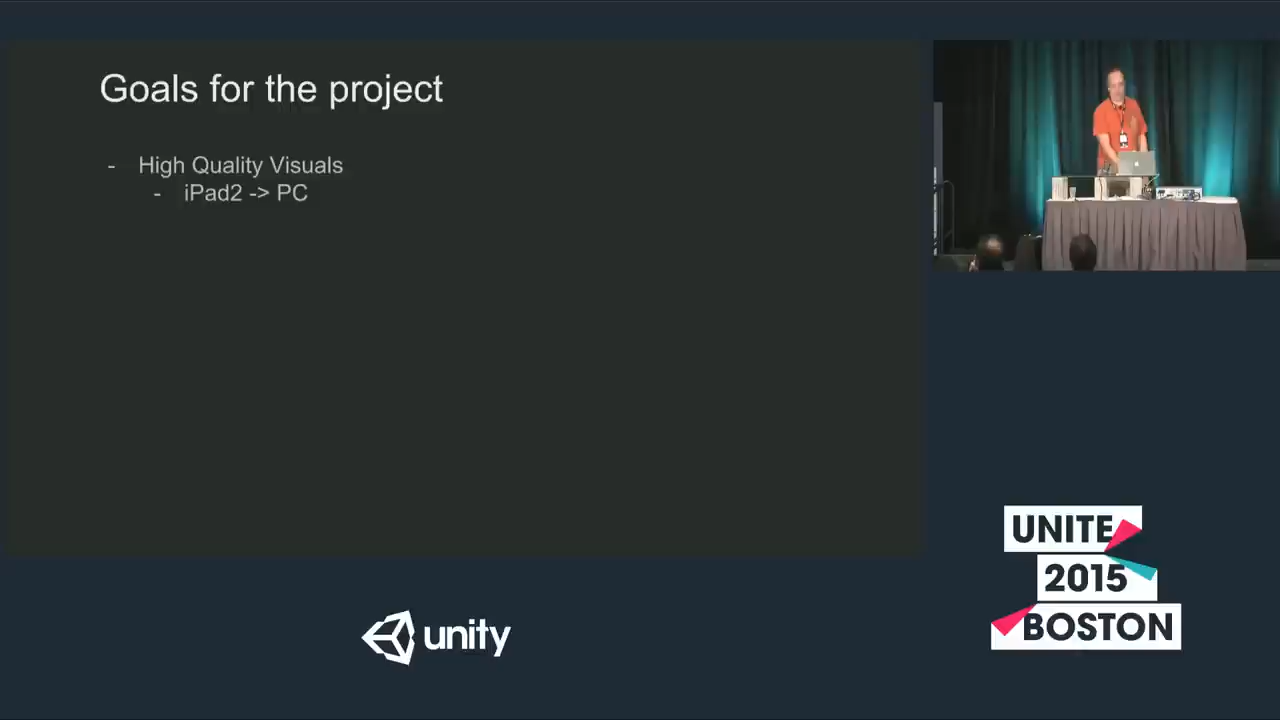 Goals for the project
- High Quality Visuals
- iPad2 -> PC
unity
UNITE
2015
BOSTON